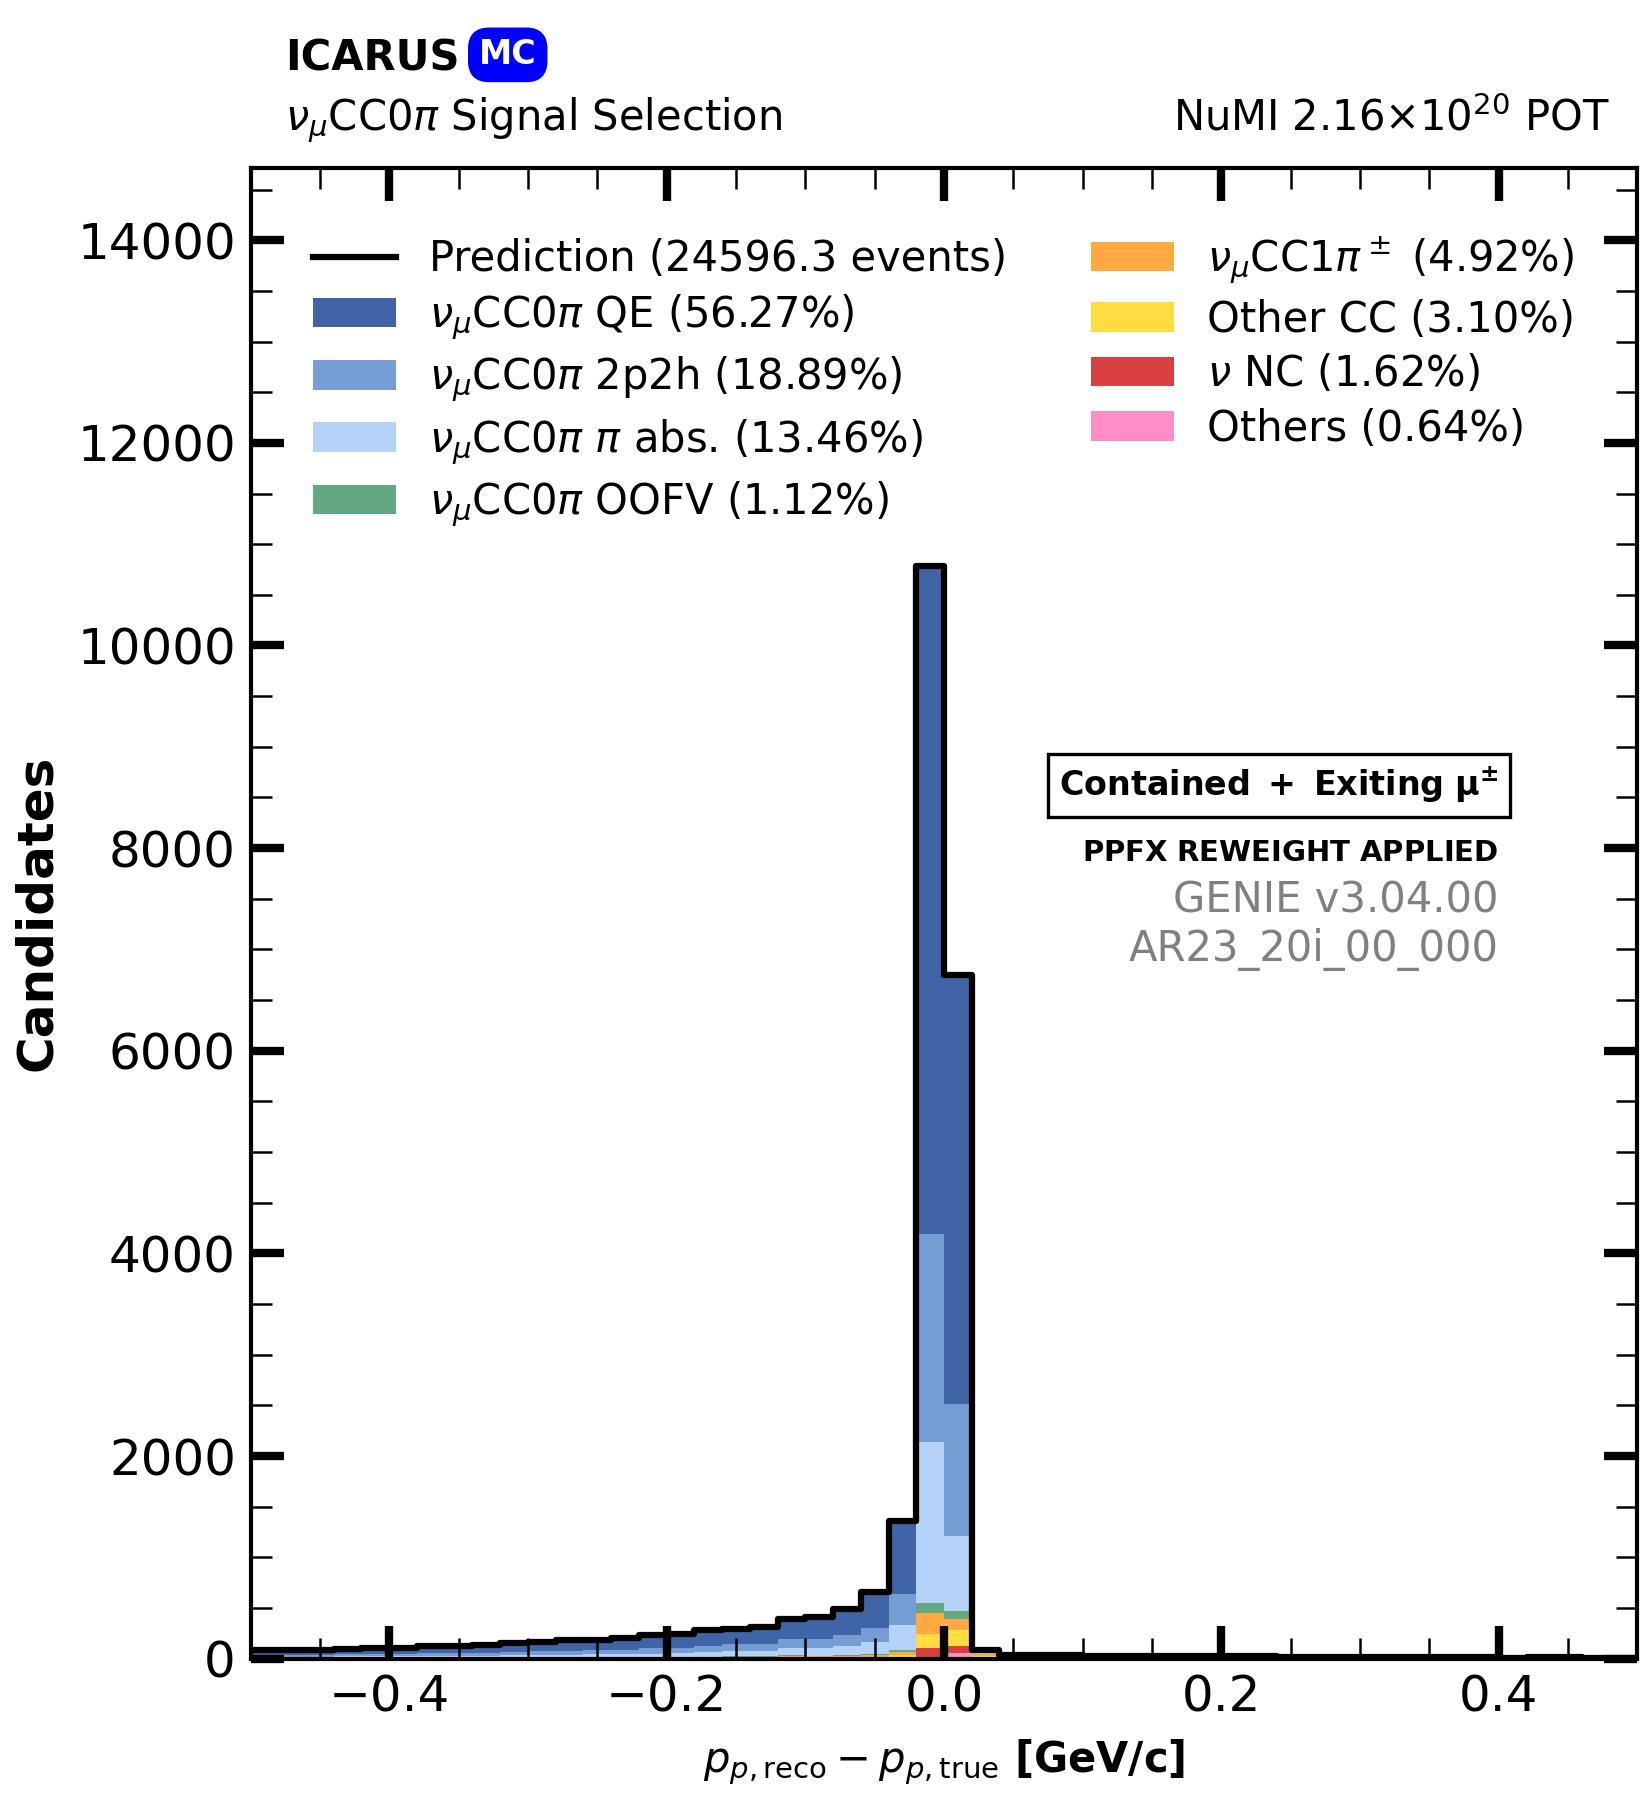 ICARUS MC
νμCC0π Signal Selection
NuMI 2.16×10²⁰ POT
14000
12000
10000
8000
6000
4000
2000
0
Candidates
Prediction (24596.3 events)
νμCC0π QE (56.27%)
νμCC0π 2p2h (18.89%)
νμCC0π π abs. (13.46%)
νμCC0π OOFV (1.12%)
νμCC1π± (4.92%)
Other CC (3.10%)
ν NC (1.62%)
Others (0.64%)
Contained + Exiting μ±
PPFX REWEIGHT APPLIED
GENIE v3.04.00
AR23_20i_00_000
−0.4 −0.2 0.0 0.2 0.4
p_p,reco − p_p,true [GeV/c]